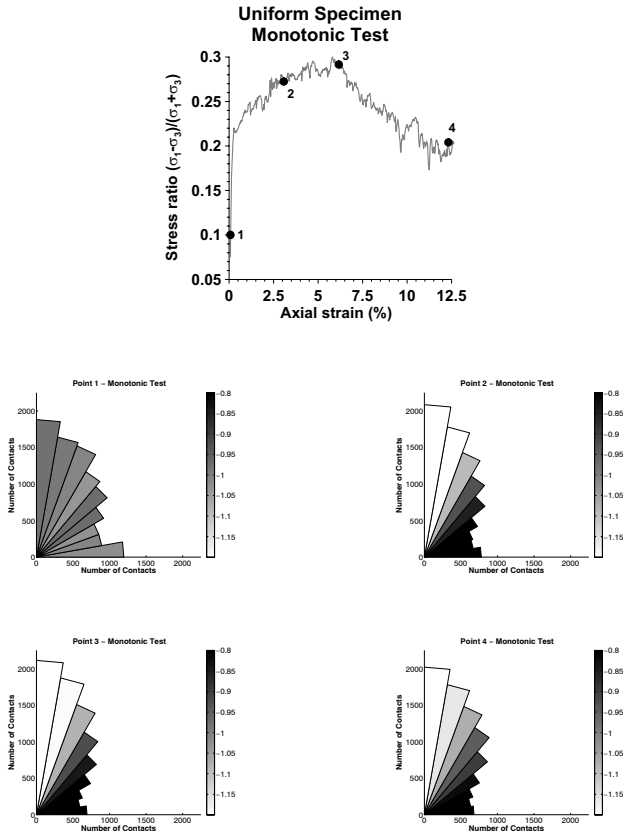 Uniform Specimen
Monotonic Test
Stress ratio (σ1-σ3)/(σ1+σ3)
0.3
0.25
0.2
0.15
0.1
0.05
1
2
3
4
0 2.5 5 7.5 10 12.5
Axial strain (%)
Point 1 − Monotonic Test
Number of Contacts
2000
1500
1000
500
0
0 500 1000 1500 2000
Number of Contacts
−0.8
−0.85
−0.9
−0.95
−1
−1.05
−1.1
−1.15
Point 2 − Monotonic Test
Number of Contacts
2000
1500
1000
500
0
0 500 1000 1500 2000
Number of Contacts
−0.8
−0.85
−0.9
−0.95
−1
−1.05
−1.1
−1.15
Point 3 − Monotonic Test
Number of Contacts
2000
1500
1000
500
0
0 500 1000 1500 2000
Number of Contacts
−0.8
−0.85
−0.9
−0.95
−1
−1.05
−1.1
−1.15
Point 4 − Monotonic Test
Number of Contacts
2000
1500
1000
500
0
0 500 1000 1500 2000
Number of Contacts
−0.8
−0.85
−0.9
−0.95
−1
−1.05
−1.1
−1.15